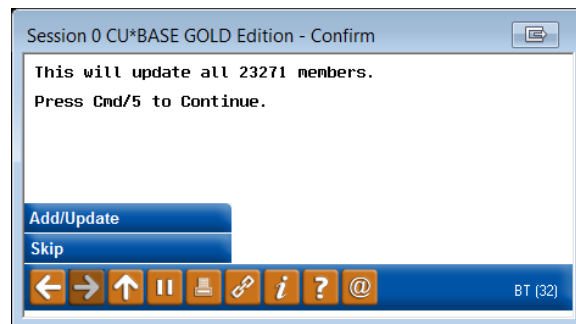 Session 0 CU*BASE GOLD Edition - Confirm
This will update all 23271 members.
Press Cmd/5 to Continue.
Add/Update
Skip
i ? @
BT (32)